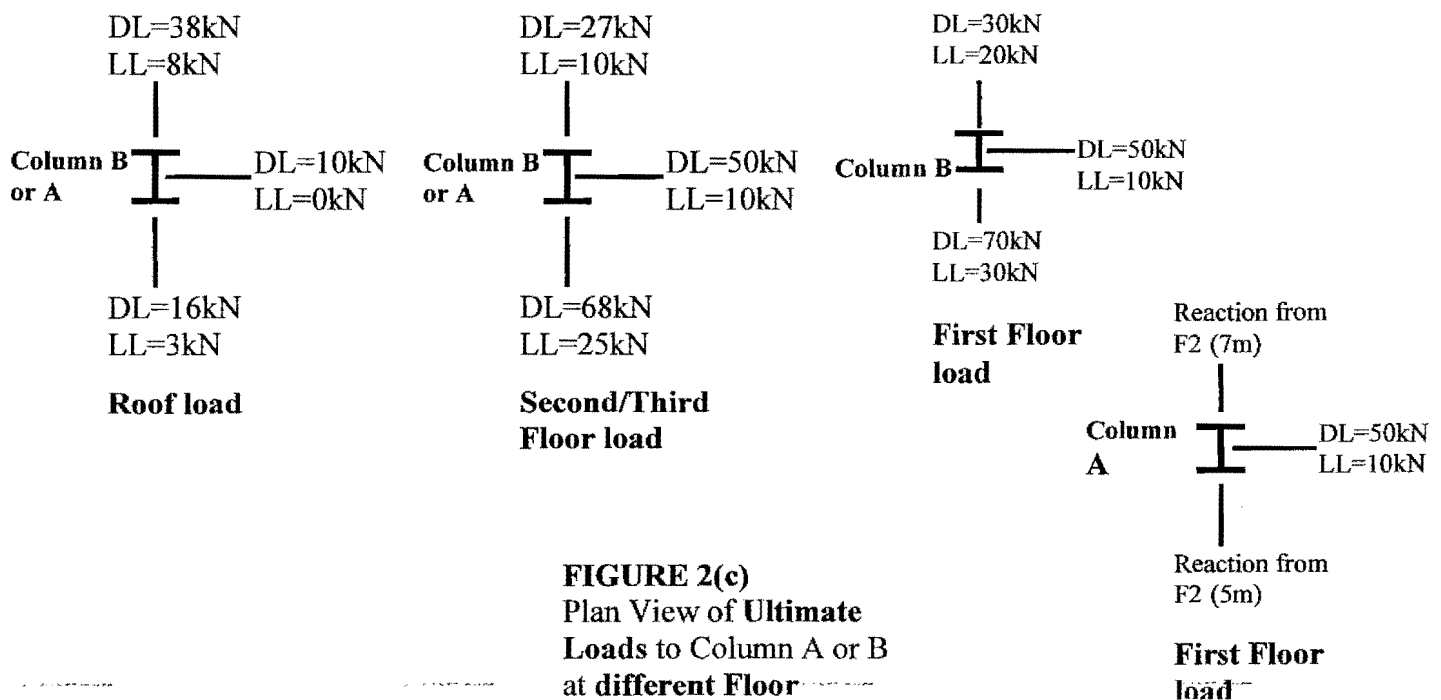 DL=38kN
LL=8kN
Column B
or A
DL=10kN
LL=0kN
DL=16kN
LL=3kN
Roof load
DL=27kN
LL=10kN
Column B
or A
DL=50kN
LL=10kN
DL=68kN
LL=25kN
Second/Third
Floor load
DL=30kN
LL=20kN
Column B
DL=50kN
LL=10kN
DL=70kN
LL=30kN
First Floor
load
Reaction from
F2 (7m)
Column
A
DL=50kN
LL=10kN
Reaction from
F2 (5m)
First Floor
load
FIGURE 2(c)
Plan View of Ultimate
Loads to Column A or B
at different Floor